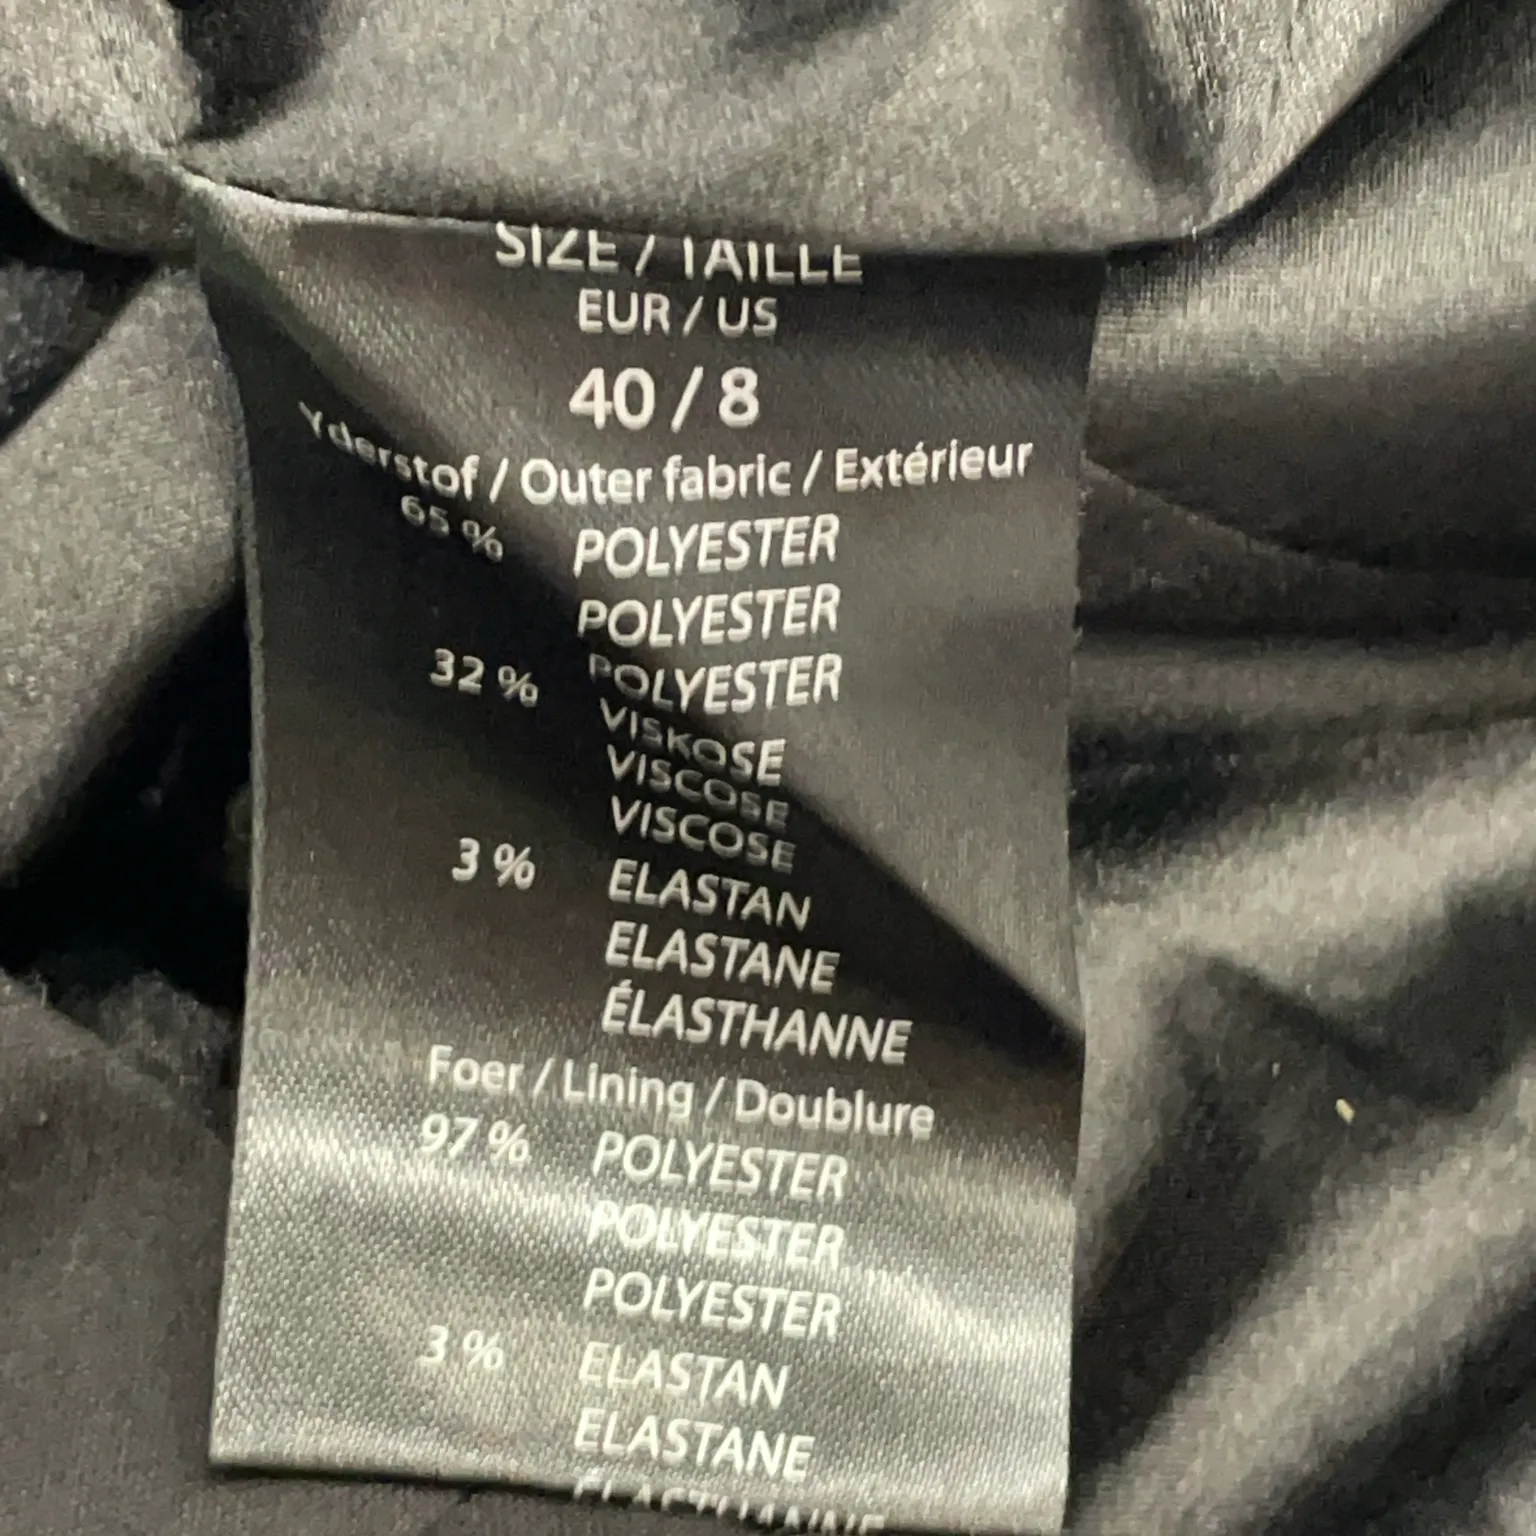 SIZE / TAILLE
EUR / US
40 / 8
Yderstof / Outer fabric / Extérieur
65 % POLYESTER
POLYESTER
32 % POLYESTER
VISKOSE
VISCOSE
VISCOSE
3 % ELASTAN
ELASTANE
ÉLASTHANNE
Foer / Lining / Doublure
97 % POLYESTER
POLYESTER
POLYESTER
3 % ELASTAN
ELASTANE
ÉLASTHANNE